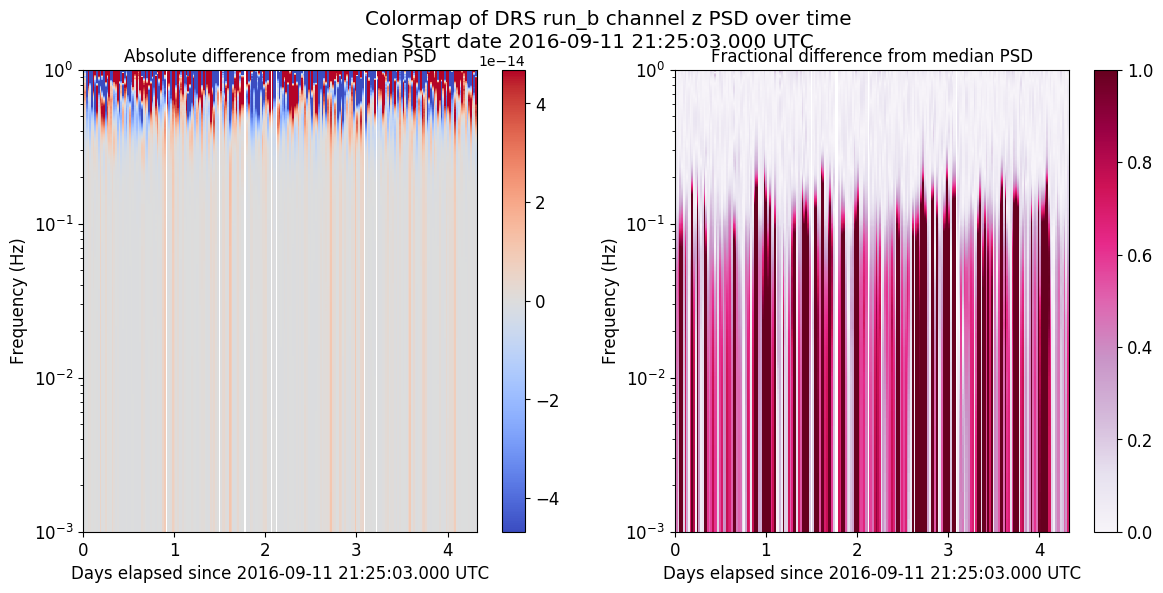 Colormap of DRS run_b channel z PSD over time
Start date 2016-09-11 21:25:03.000 UTC
Absolute difference from median PSD
1e−14
Frequency (Hz)
10⁰
10⁻¹
10⁻²
10⁻³
0 1 2 3 4
Days elapsed since 2016-09-11 21:25:03.000 UTC
4
2
0
−2
−4
Fractional difference from median PSD
Frequency (Hz)
10⁰
10⁻¹
10⁻²
10⁻³
0 1 2 3 4
Days elapsed since 2016-09-11 21:25:03.000 UTC
1.0
0.8
0.6
0.4
0.2
0.0